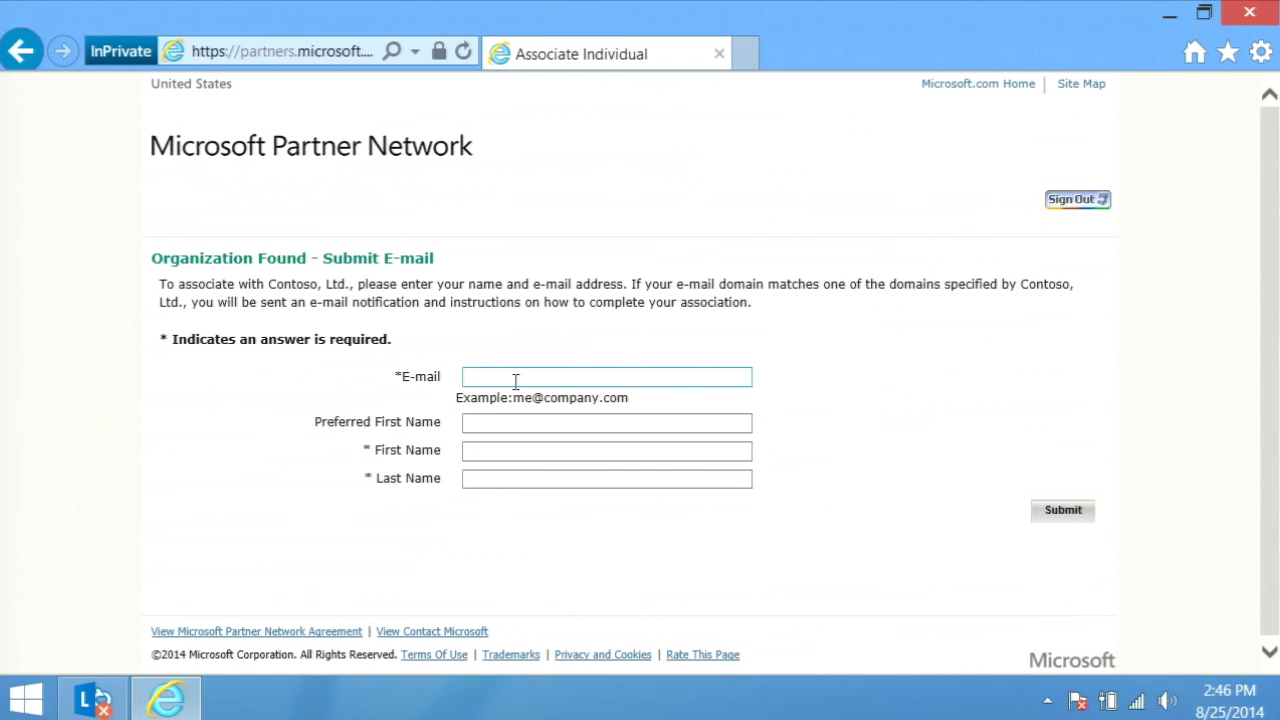 InPrivate https://partners.microsoft.... Associate Individual
United States Microsoft.com Home Site Map
Microsoft Partner Network
Sign Out
Organization Found - Submit E-mail
To associate with Contoso, Ltd., please enter your name and e-mail address. If your e-mail domain matches one of the domains specified by Contoso,
Ltd., you will be sent an e-mail notification and instructions on how to complete your association.
* Indicates an answer is required.
*E-mail
Example:me@company.com
Preferred First Name
* First Name
* Last Name
Submit
View Microsoft Partner Network Agreement | View Contact Microsoft
©2014 Microsoft Corporation. All Rights Reserved. Terms Of Use | Trademarks | Privacy and Cookies | Rate This Page
Microsoft
2:46 PM
8/25/2014